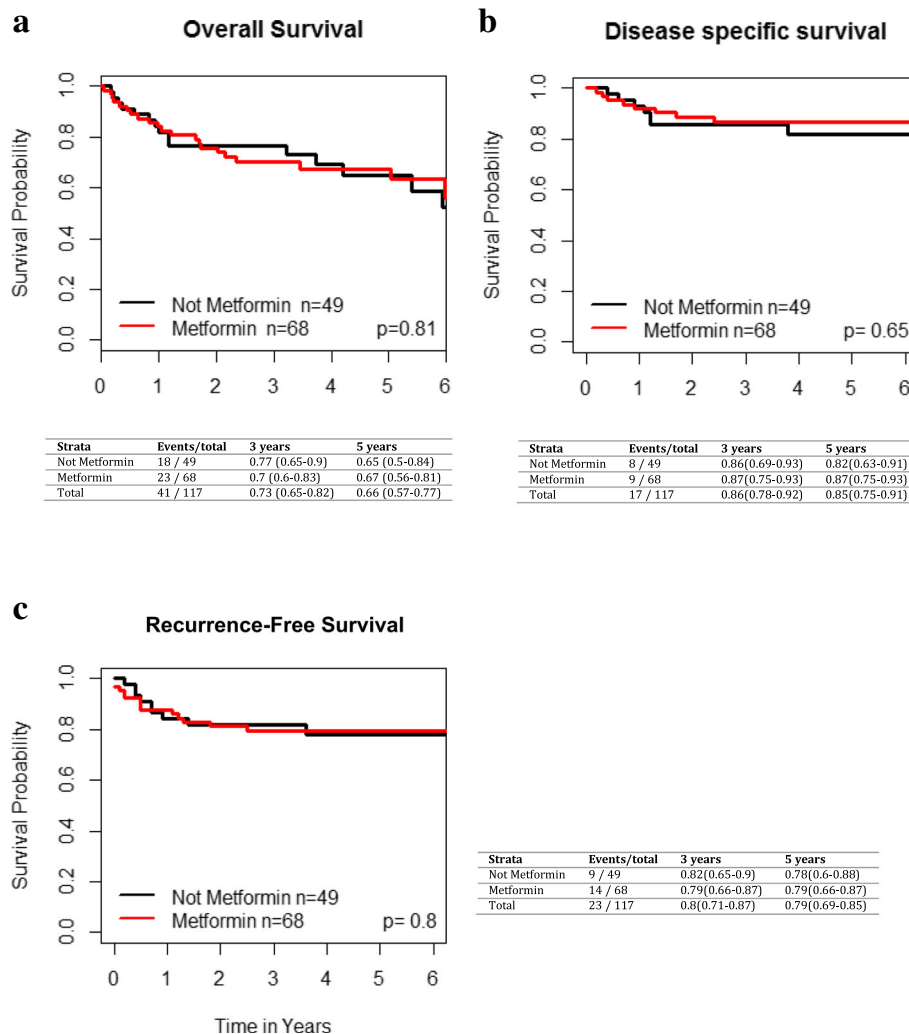 a
Overall Survival
Survival Probability
1.0
0.8
0.6
0.4
0.2
0.0
Not Metformin n=49
Metformin n=68 p=0.81
0 1 2 3 4 5 6
Strata Events/total 3 years 5 years
Not Metformin 18 / 49 0.77 (0.65-0.9) 0.65 (0.5-0.84)
Metformin 23 / 68 0.7 (0.6-0.83) 0.67 (0.56-0.81)
Total 41 / 117 0.73 (0.65-0.82) 0.66 (0.57-0.77)
b
Disease specific survival
Survival Probability
1.0
0.8
0.6
0.4
0.2
0.0
Not Metformin n=49
Metformin n=68 p= 0.65
0 1 2 3 4 5 6
Strata Events/total 3 years 5 years
Not Metformin 8 / 49 0.86(0.69-0.93) 0.82(0.63-0.91)
Metformin 9 / 68 0.87(0.75-0.93) 0.87(0.75-0.93)
Total 17 / 117 0.86(0.78-0.92) 0.85(0.75-0.91)
c
Recurrence-Free Survival
Survival Probability
1.0
0.8
0.6
0.4
0.2
0.0
Not Metformin n=49
Metformin n=68 p= 0.8
0 1 2 3 4 5 6
Time in Years
Strata Events/total 3 years 5 years
Not Metformin 9 / 49 0.82(0.65-0.9) 0.78(0.6-0.88)
Metformin 14 / 68 0.79(0.66-0.87) 0.79(0.66-0.87)
Total 23 / 117 0.8(0.71-0.87) 0.79(0.69-0.85)